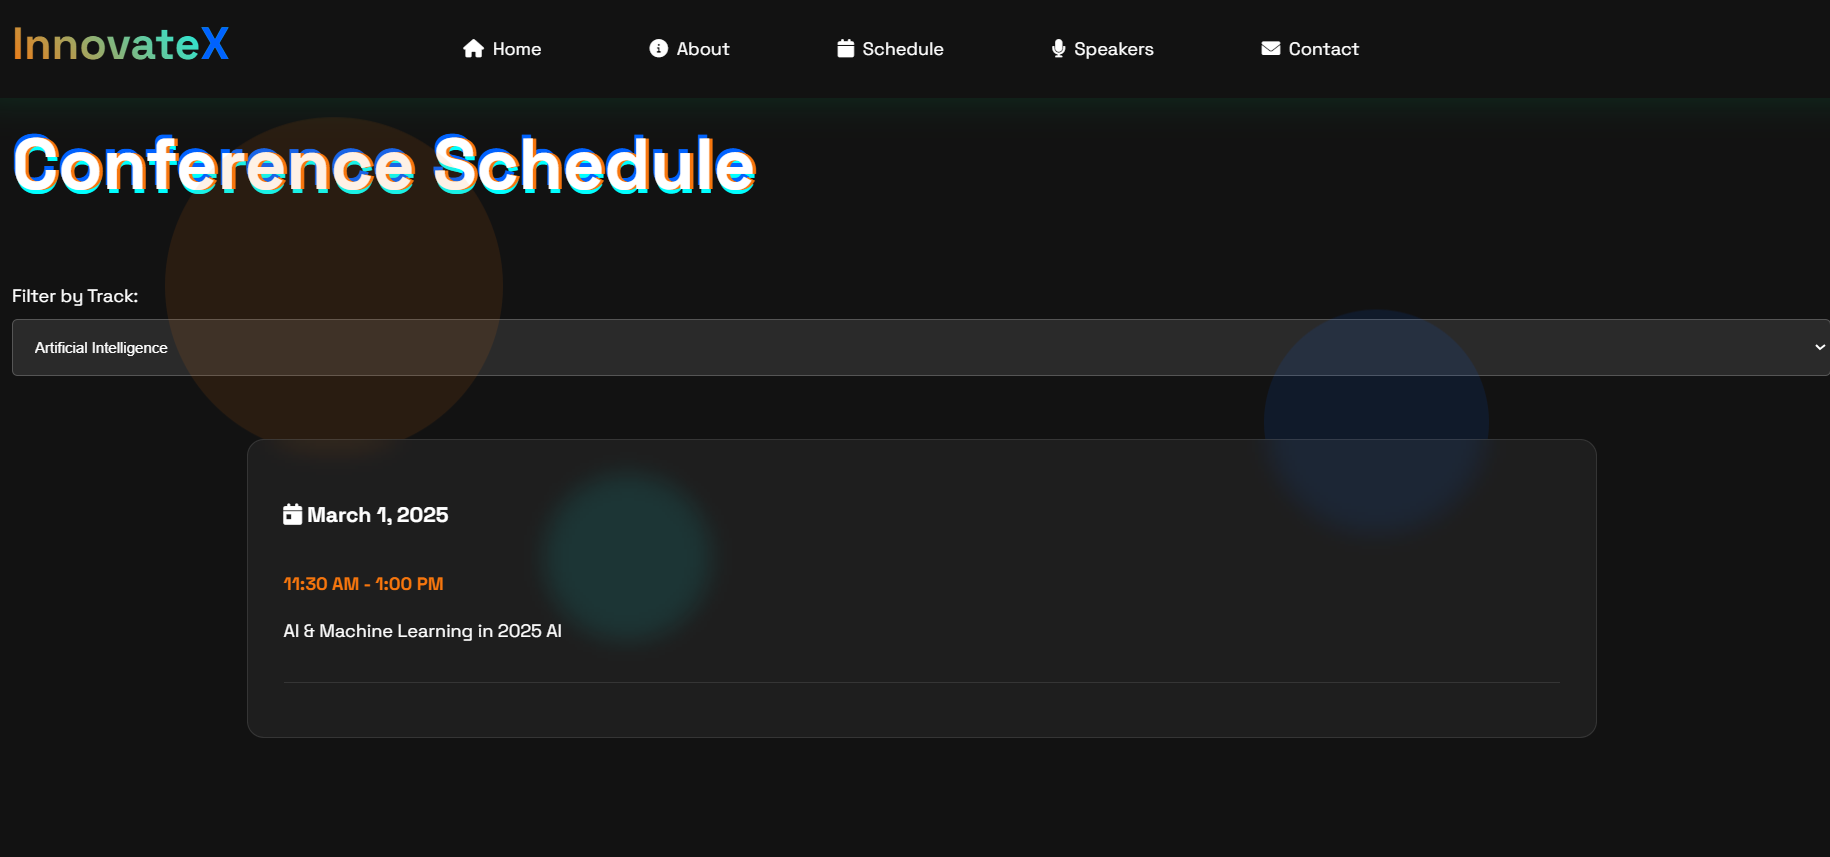 InnovateX
Home About Schedule Speakers Contact
Conference Schedule
Filter by Track:
Artificial Intelligence
March 1, 2025
11:30 AM - 1:00 PM
AI & Machine Learning in 2025 AI